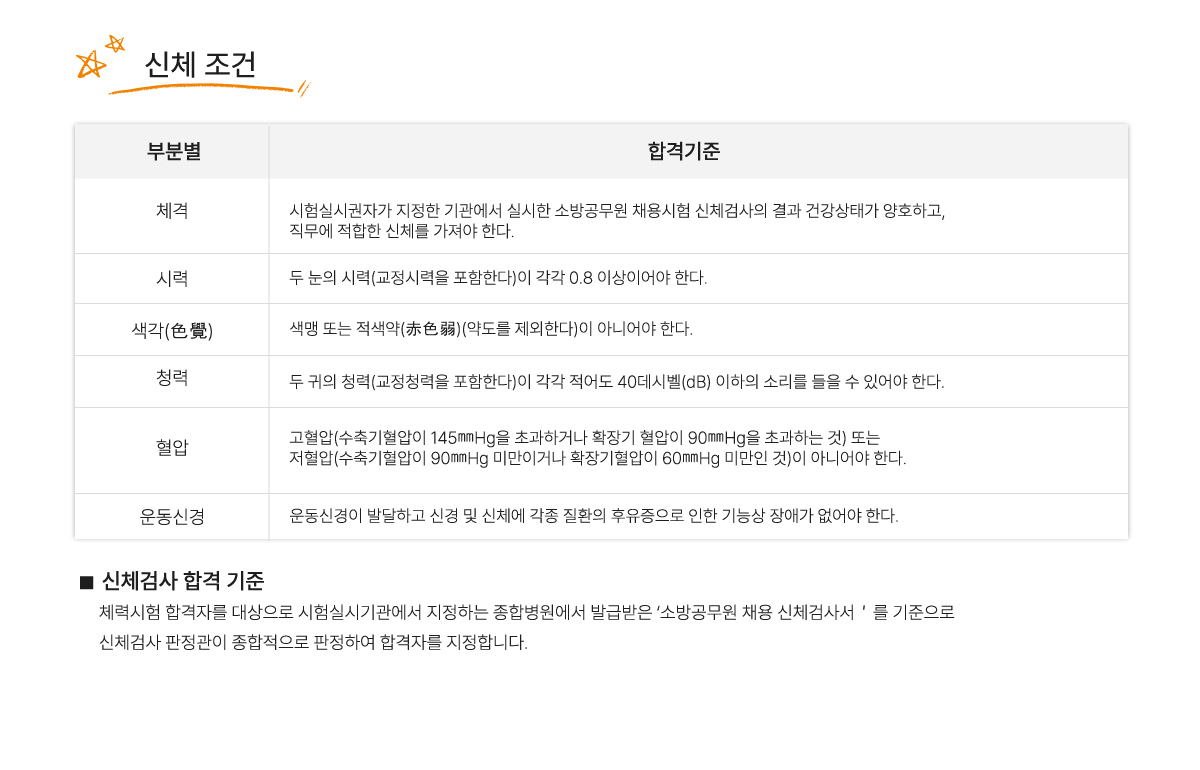 신체 조건
부분별
합격기준
체격
시험실시권자가 지정한 기관에서 실시한 소방공무원 채용시험 신체검사의 결과 건강상태가 양호하고,
직무에 적합한 신체를 가져야 한다.
시력
두 눈의 시력(교정시력을 포함한다)이 각각 0.8 이상이어야 한다.
색각(色覺)
색맹 또는 적색약(赤色弱)(약도를 제외한다)이 아니어야 한다.
청력
두 귀의 청력(교정청력을 포함한다)이 각각 적어도 40데시벨(dB) 이하의 소리를 들을 수 있어야 한다.
혈압
고혈압(수축기혈압이 145㎜Hg을 초과하거나 확장기 혈압이 90㎜Hg을 초과하는 것) 또는
저혈압(수축기혈압이 90㎜Hg 미만이거나 확장기혈압이 60㎜Hg 미만인 것)이 아니어야 한다.
운동신경
운동신경이 발달하고 신경 및 신체에 각종 질환의 후유증으로 인한 기능상 장애가 없어야 한다.
■ 신체검사 합격 기준
체력시험 합격자를 대상으로 시험실시기관에서 지정하는 종합병원에서 발급받은 ‘소방공무원 채용 신체검사서 ’ 를 기준으로
신체검사 판정관이 종합적으로 판정하여 합격자를 지정합니다.